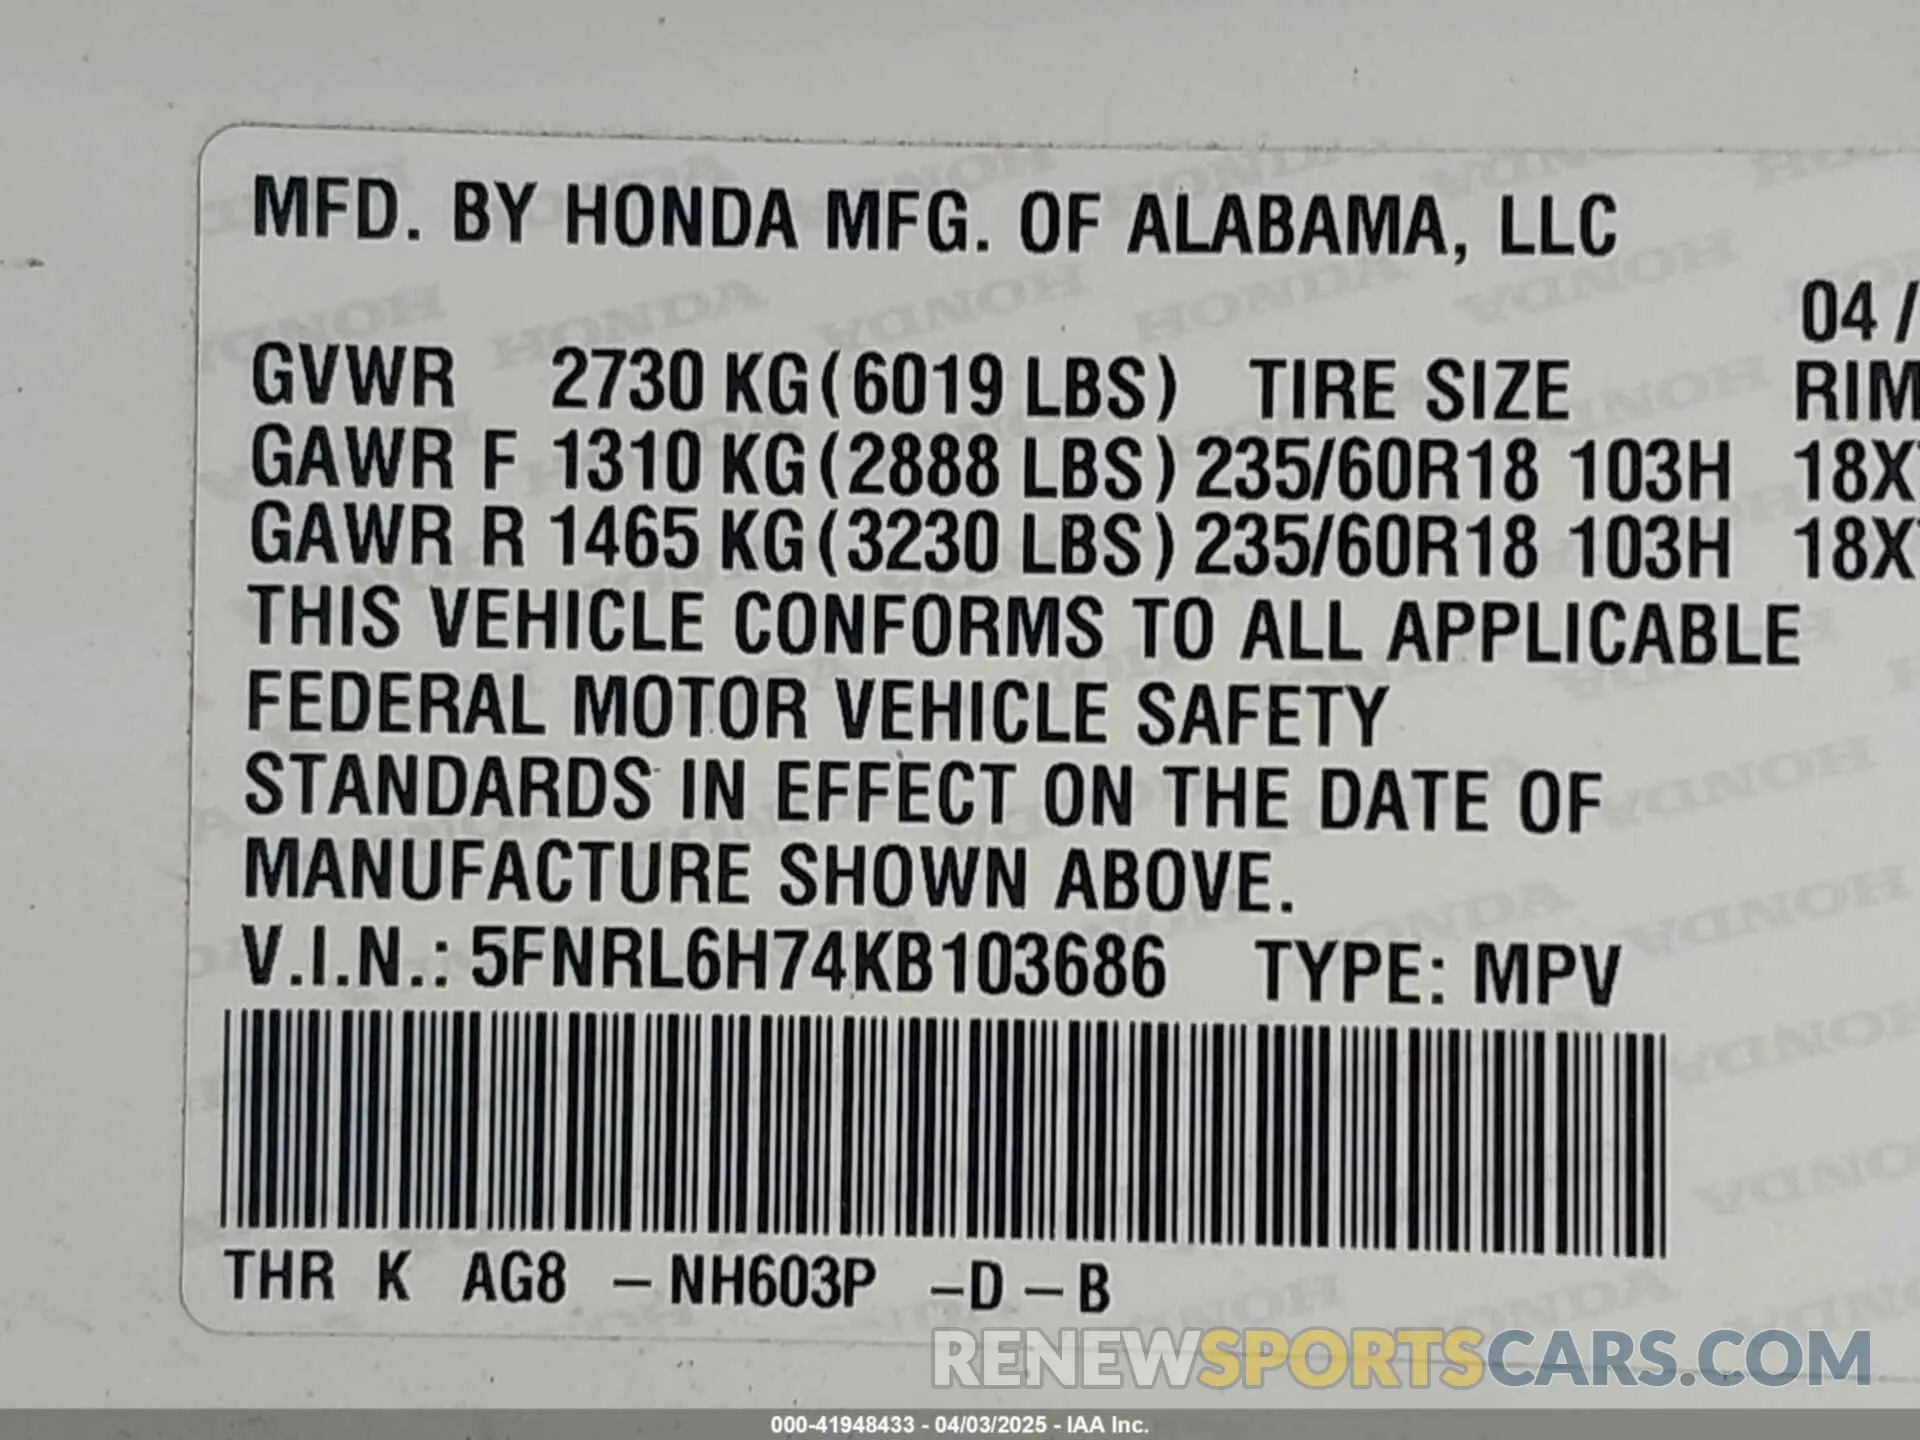 MFD. BY HONDA MFG. OF ALABAMA, LLC
04 /
GVWR 2730 KG (6019 LBS) TIRE SIZE RIM
GAWR F 1310 KG (2888 LBS) 235/60R18 103H 18X
GAWR R 1465 KG (3230 LBS) 235/60R18 103H 18X
THIS VEHICLE CONFORMS TO ALL APPLICABLE
FEDERAL MOTOR VEHICLE SAFETY
STANDARDS IN EFFECT ON THE DATE OF
MANUFACTURE SHOWN ABOVE.
V.I.N.: 5FNRL6H74KB103686 TYPE: MPV
THR K AG8 – NH603P – D – B
RENEWSPORTSCARS.COM
000-41948433 - 04/03/2025 - IAA Inc.